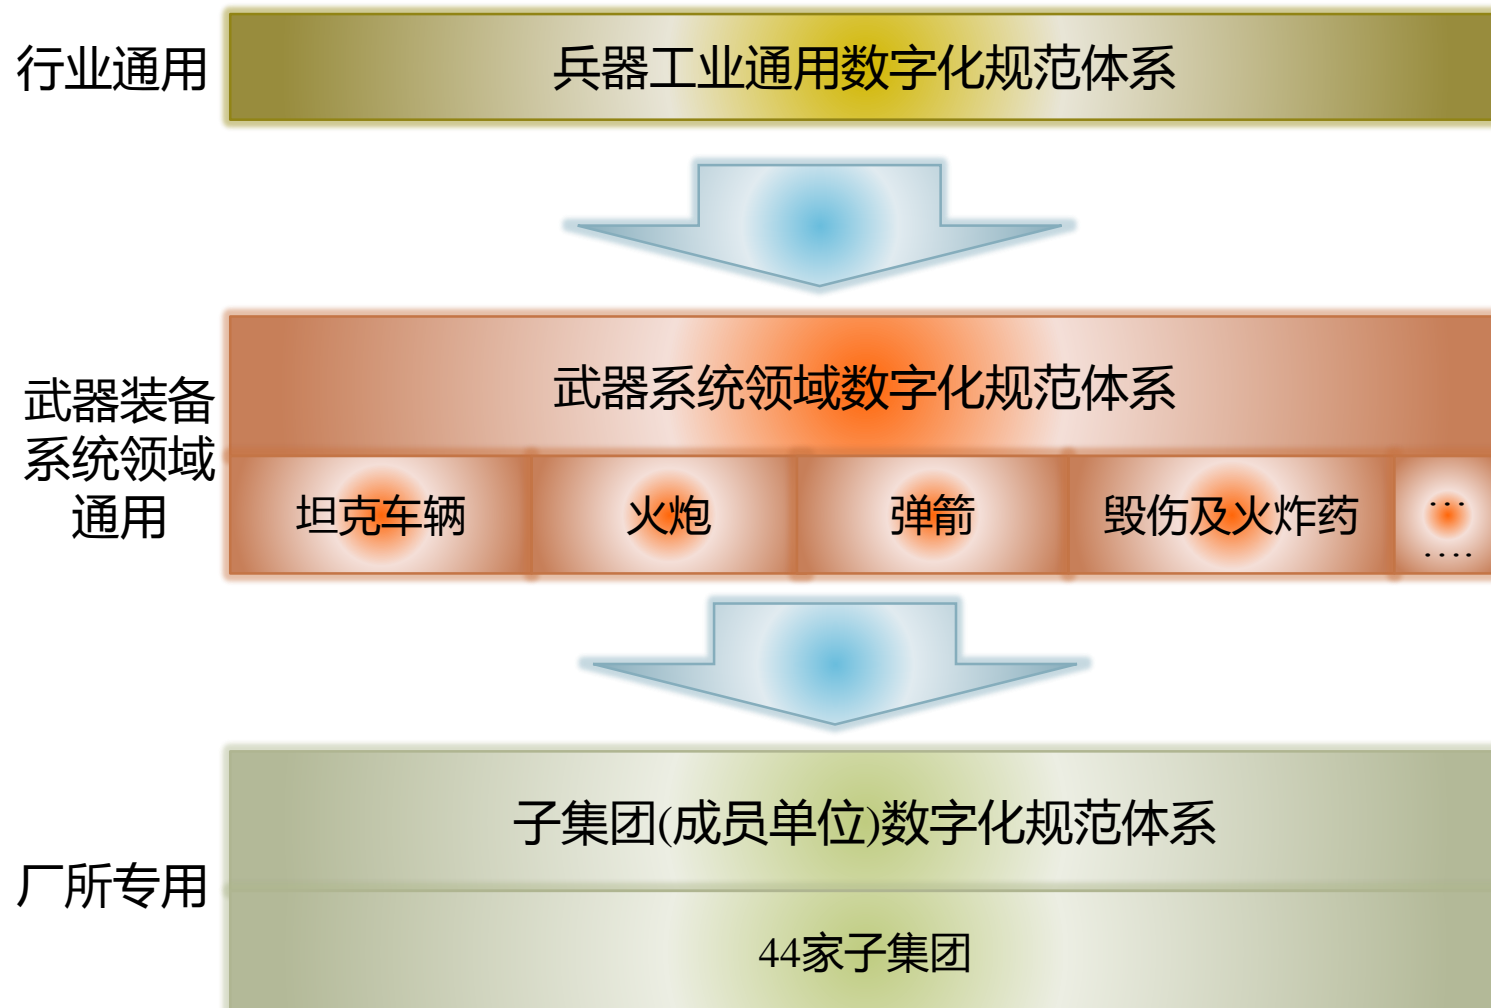 行业通用
兵器工业通用数字化规范体系
武器装备
系统领域
通用
武器系统领域数字化规范体系
坦克车辆
火炮
弹箭
毁伤及火炸药
...
....
厂所专用
子集团(成员单位)数字化规范体系
44家子集团